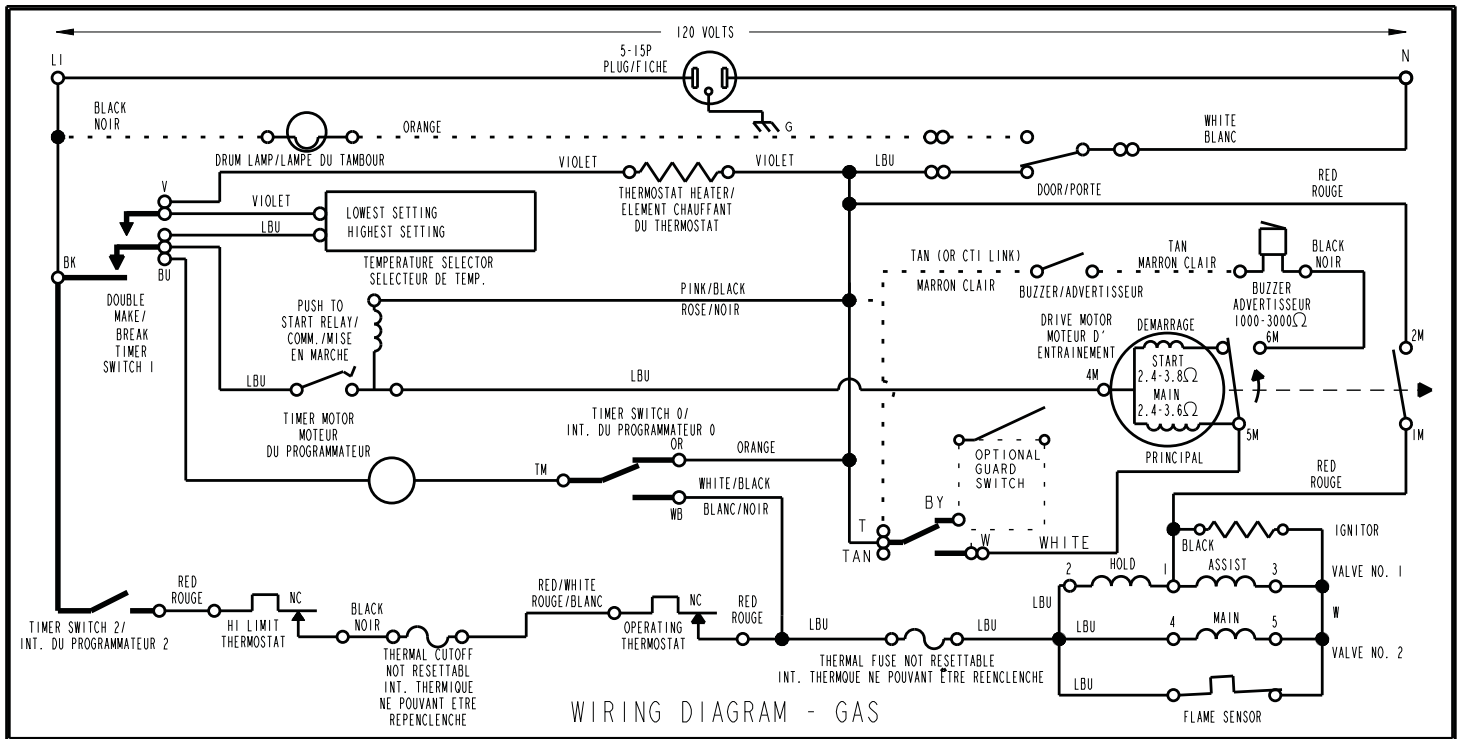 120 VOLTS
L1
5-15P
PLUG/FICHE
N
BLACK
NOIR
ORANGE
G
WHITE
BLANC
DRUM LAMP/LAMPE DU TAMBOUR
VIOLET
VIOLET
LBU
DOOR/PORTE
RED
ROUGE
V
VIOLET
LOWEST SETTING
LBU
HIGHEST SETTING
THERMOSTAT HEATER/
ELEMENT CHAUFFANT
DU THERMOSTAT
BK
BU
TEMPERATURE SELECTOR
SELECTEUR DE TEMP.
TAN (OR CTI LINK)
MARRON CLAIR
BUZZER/ADVERTISSEUR
TAN
MARRON CLAIR
BLACK
NOIR
BUZZER
ADVERTISSEUR
1000-3000Ω
DOUBLE
MAKE/
BREAK
TIMER
SWITCH 1
PUSH TO
START RELAY/
COMM./MISE
EN MARCHE
PINK/BLACK
ROSE/NOIR
DRIVE MOTOR
MOTEUR D'
ENTRAINEMENT
DEMARRAGE
6M
2M
START
2.4-3.8Ω
4M
MAIN
2.4-3.6Ω
LBU
LBU
5M
1M
PRINCIPAL
TIMER MOTOR
MOTEUR
DU PROGRAMMATEUR
TIMER SWITCH 0/
INT. DU PROGRAMMATEUR 0
OR
ORANGE
TM
WHITE/BLACK
BLANC/NOIR
WB
OPTIONAL
GUARD
SWITCH
RED
ROUGE
BY
T
TAN
W
WHITE
BLACK
IGNITOR
2
HOLD
1
ASSIST
3
VALVE NO. 1
LBU
W
RED
ROUGE
NC
HI LIMIT
THERMOSTAT
BLACK
NOIR
RED/WHITE
ROUGE/BLANC
NC
OPERATING
THERMOSTAT
RED
ROUGE
LBU
LBU
LBU
4
MAIN
5
VALVE NO. 2
TIMER SWITCH 2/
INT. DU PROGRAMMATEUR 2
THERMAL CUTOFF
NOT RESETTABL
INT. THERMIQUE
NE POUVANT ETRE
REPENCLENCHE
THERMAL FUSE NOT RESETTABLE
INT. THERMQUE NE POUVANT ETRE REENCLENCHE
LBU
FLAME SENSOR
WIRING DIAGRAM - GAS